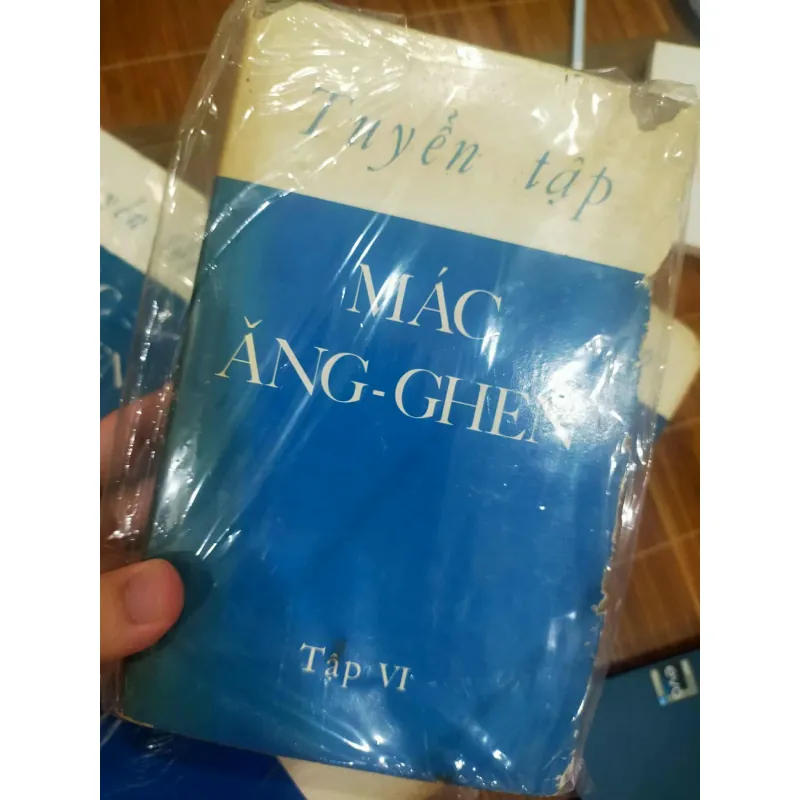 Tuyển tập
MÁC
ĂNG-GHEN
Tập VI